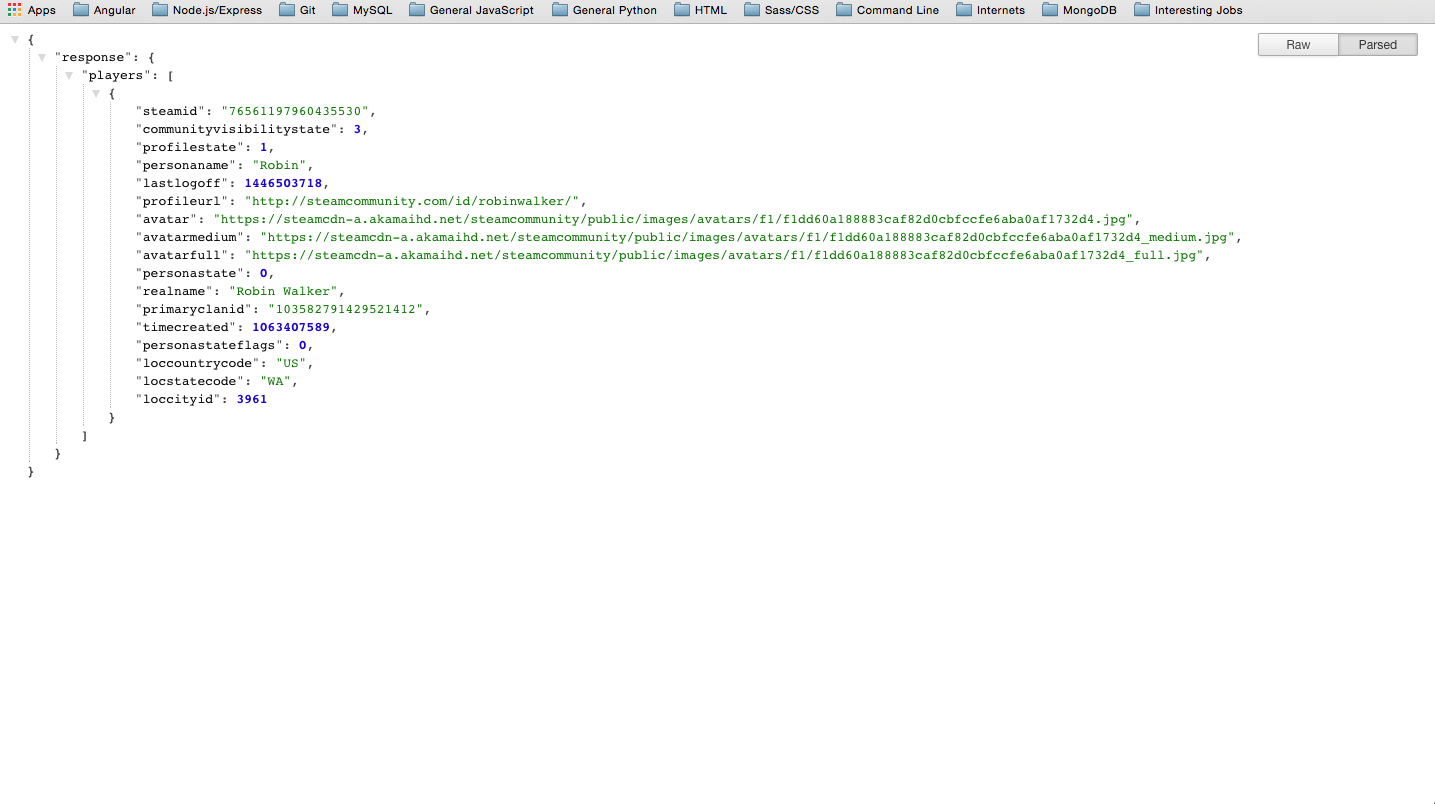 Apps Angular Node.js/Express Git MySQL General JavaScript General Python HTML Sass/CSS Command Line Internets MongoDB Interesting Jobs
Raw Parsed
{
"response": {
"players": [
{
"steamid": "76561197960435530",
"communityvisibilitystate": 3,
"profilestate": 1,
"personaname": "Robin",
"lastlogoff": 1446503718,
"profileurl": "http://steamcommunity.com/id/robinwalker/",
"avatar": "https://steamcdn-a.akamaihd.net/steamcommunity/public/images/avatars/f1/f1dd60a188883caf82d0cbfccfe6aba0af1732d4.jpg",
"avatarmedium": "https://steamcdn-a.akamaihd.net/steamcommunity/public/images/avatars/f1/f1dd60a188883caf82d0cbfccfe6aba0af1732d4_medium.jpg",
"avatarfull": "https://steamcdn-a.akamaihd.net/steamcommunity/public/images/avatars/f1/f1dd60a188883caf82d0cbfccfe6aba0af1732d4_full.jpg",
"personastate": 0,
"realname": "Robin Walker",
"primaryclanid": "103582791429521412",
"timecreated": 1063407589,
"personastateflags": 0,
"loccountrycode": "US",
"locstatecode": "WA",
"loccityid": 3961
}
]
}
}